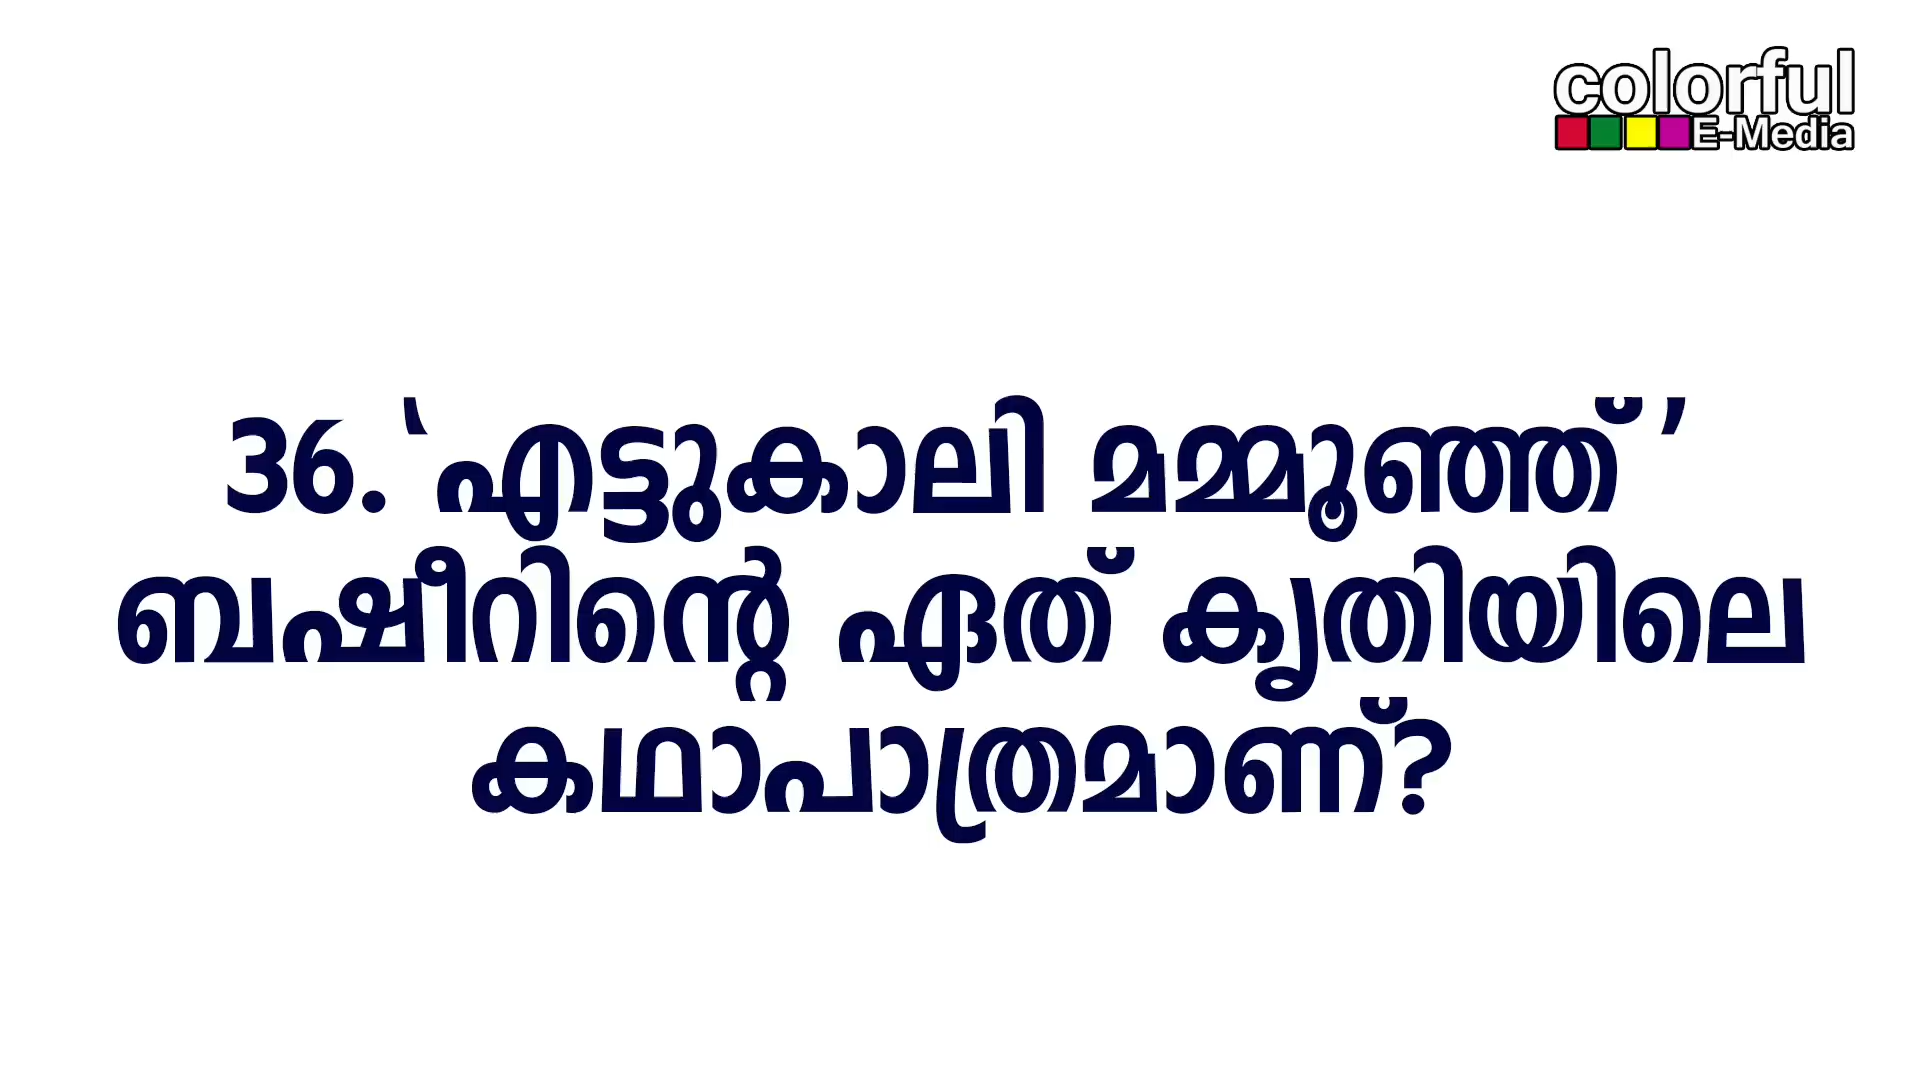 colorful
E-Media
36. ‘എട്ടുകാലി മമ്മൂഞ്ഞ്’
ബഷീറിന്റെ ഏത് കൃതിയിലെ
കഥാപാത്രമാണ്?